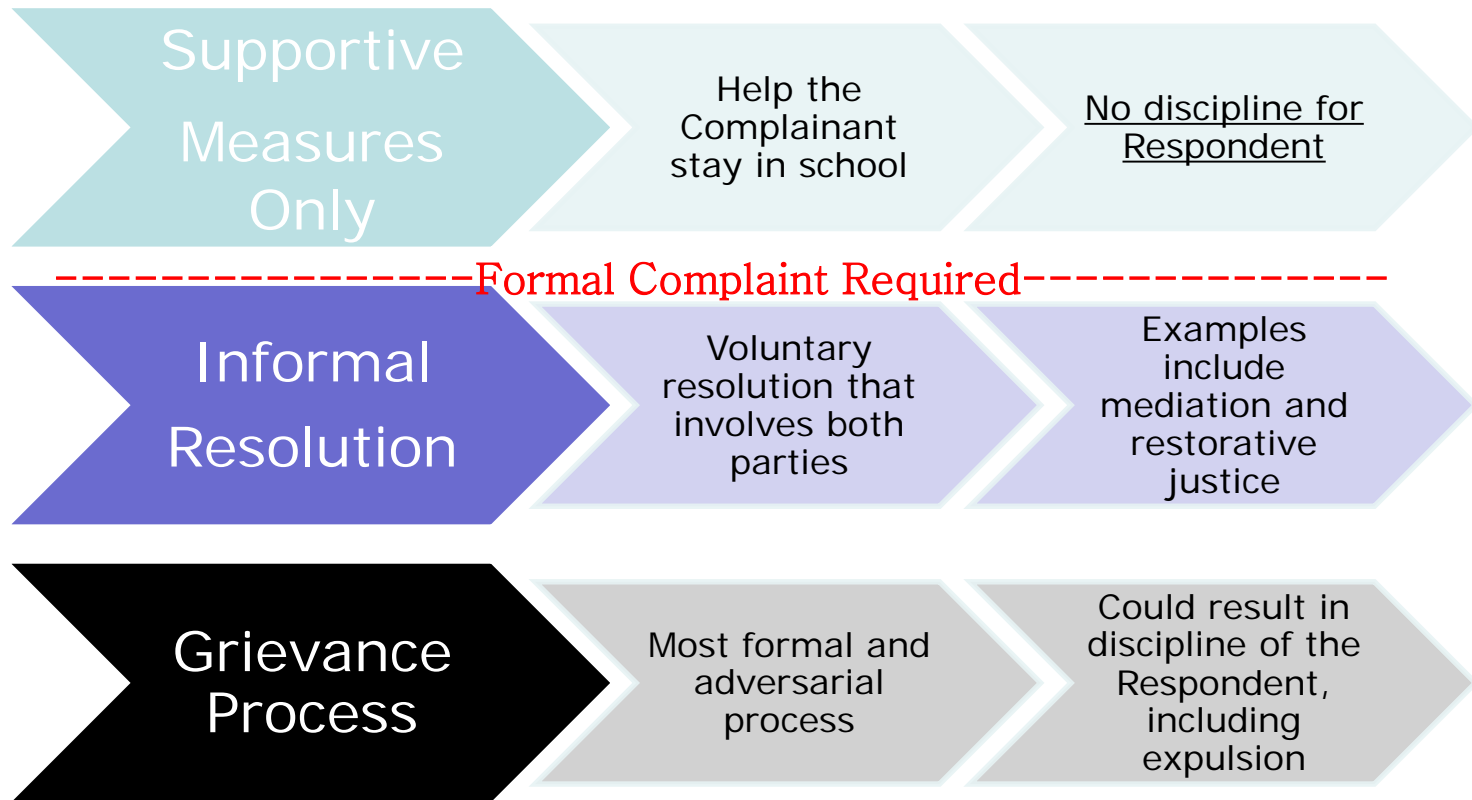 Supportive
Measures
Only
Help the
Complainant
stay in school
No discipline for
Respondent
------------------Formal Complaint Required---------------
Informal
Resolution
Voluntary
resolution that
involves both
parties
Examples
include
mediation and
restorative
justice
Grievance
Process
Most formal and
adversarial
process
Could result in
discipline of the
Respondent,
including
expulsion